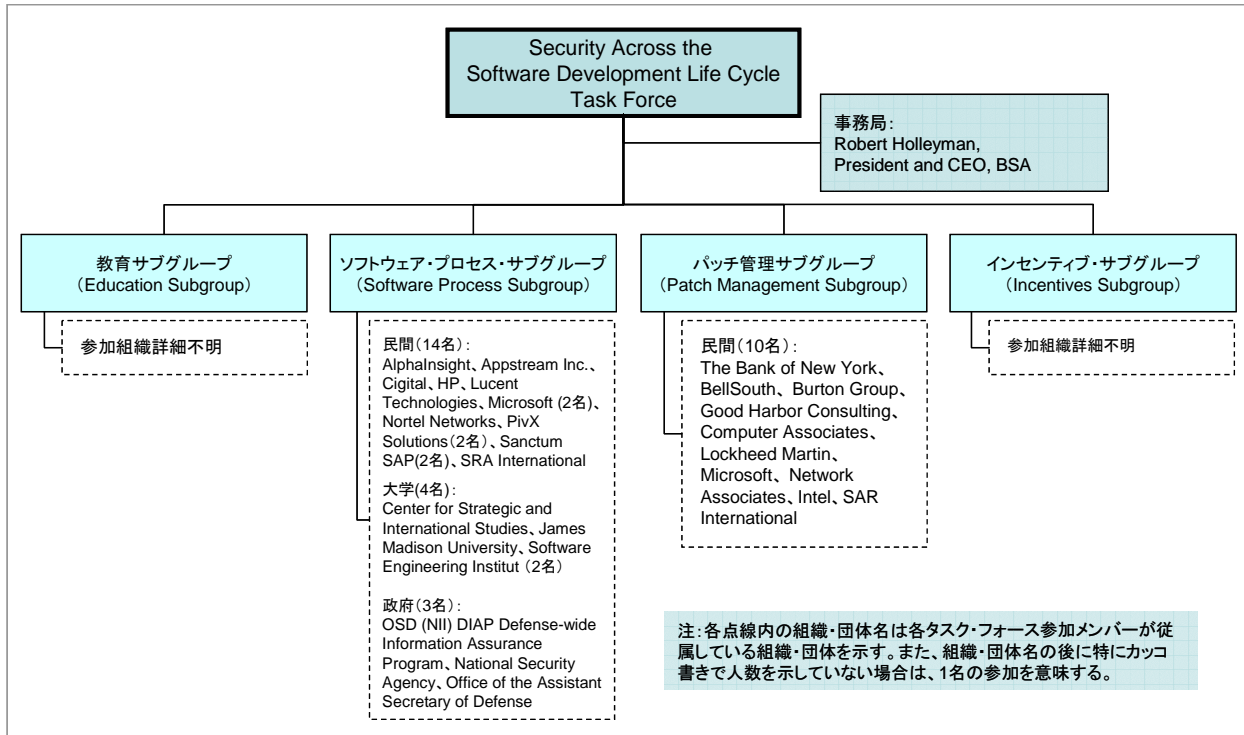 Security Across the
Software Development Life Cycle
Task Force
事務局：
Robert Holleyman,
President and CEO, BSA
教育サブグループ
（Education Subgroup）
ソフトウェア・プロセス・サブグループ
（Software Process Subgroup）
パッチ管理サブグループ
（Patch Management Subgroup）
インセンティブ・サブグループ
（Incentives Subgroup）
参加組織詳細不明
民間（14名）：
AlphaInsight、Appstream Inc.、
Cigital、HP、Lucent
Technologies、Microsoft（2名）、
Nortel Networks、PivX
Solutions（2名）、Sanctum
SAP(2名)、SRA International
大学(4名)：
Center for Strategic and
International Studies、James
Madison University、Software
Engineering Institut（2名）
政府（3名）：
OSD (NII) DIAP Defense-wide
Information Assurance
Program、National Security
Agency、Office of the Assistant
Secretary of Defense
民間（10名）：
The Bank of New York、
BellSouth、Burton Group、
Good Harbor Consulting、
Computer Associates、
Lockheed Martin、
Microsoft、Network
Associates、Intel、SAR
International
参加組織詳細不明
注：各点線内の組織・団体名は各タスク・フォース参加メンバーが従
属している組織・団体を示す。また、組織・団体名の後に特にカッコ
書きで人数を示していない場合は、1名の参加を意味する。